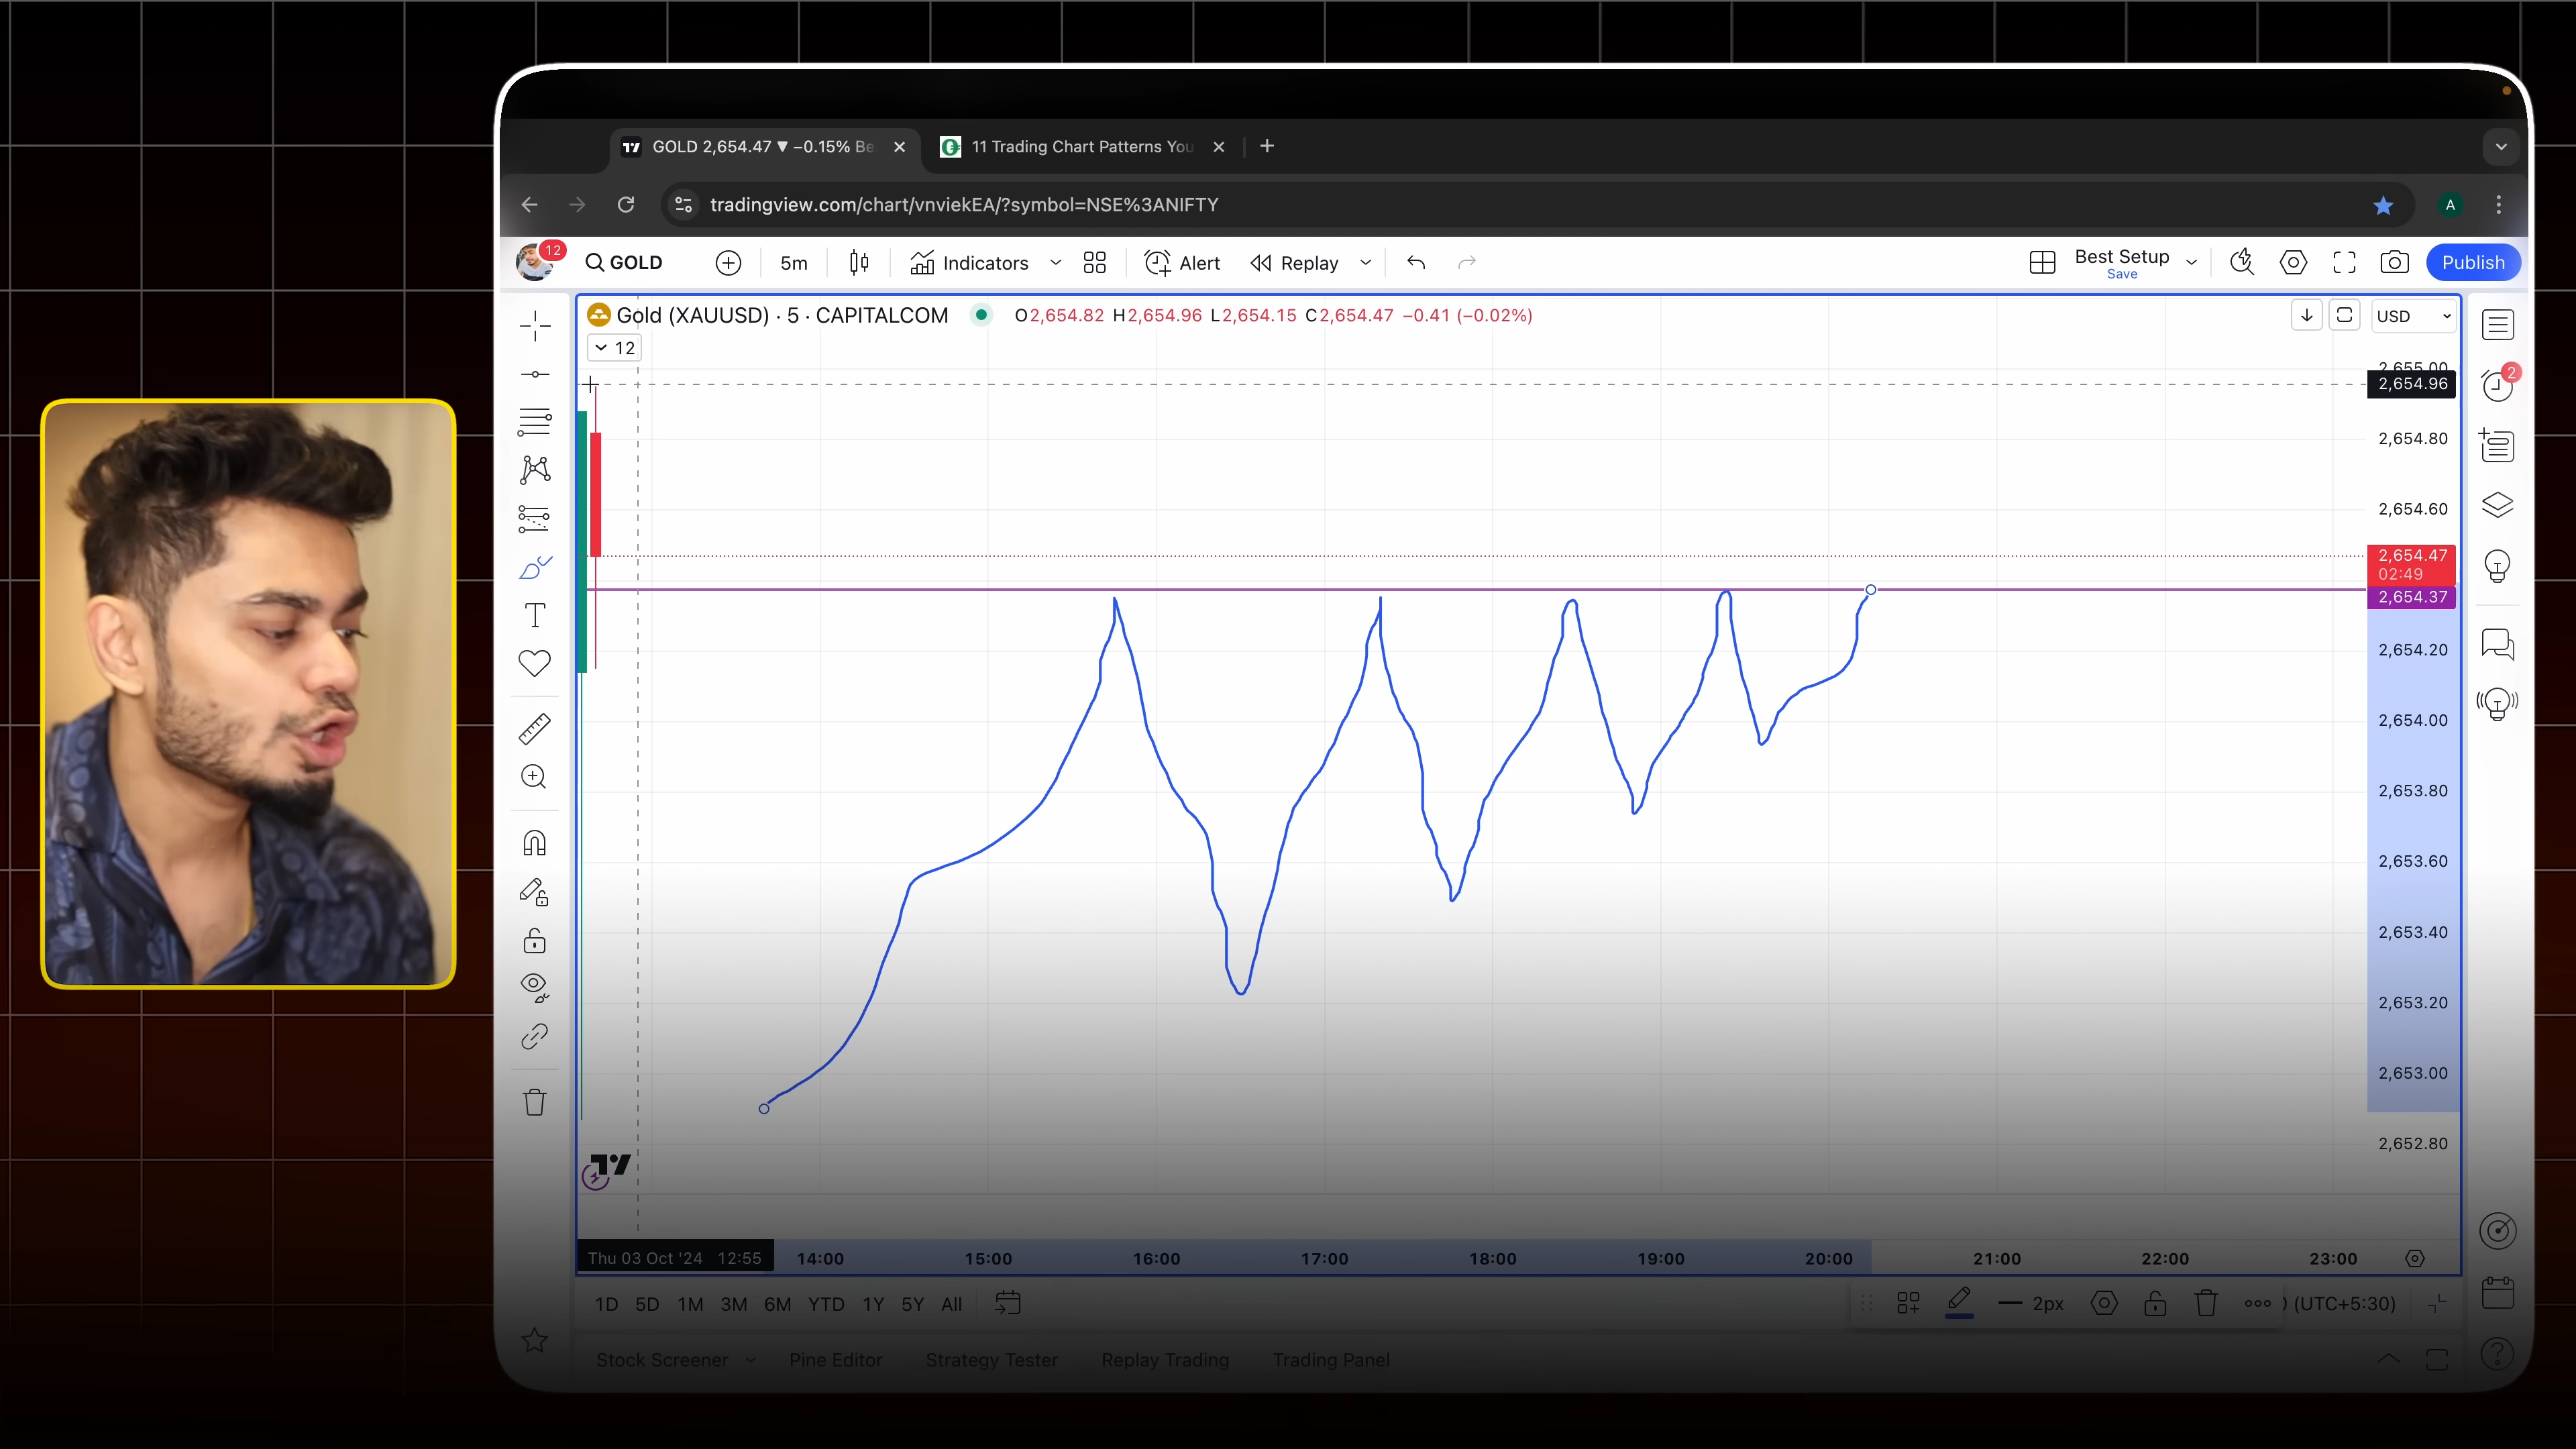 GOLD 2,654.47 ▼ −0.15% Be
11 Trading Chart Patterns You
tradingview.com/chart/vnviekEA/?symbol=NSE%3ANIFTY
A
12
GOLD
5m
Indicators
Alert
Replay
Best Setup
Save
Publish
Gold (XAUUSD) · 5 · CAPITALCOM
O2,654.82 H2,654.96 L2,654.15 C2,654.47 −0.41 (−0.02%)
USD
12
2
2,655.00
2,654.96
2,654.80
2,654.60
2,654.47
02:49
2,654.37
2,654.20
2,654.00
2,653.80
2,653.60
2,653.40
2,653.20
2,653.00
2,652.80
Thu 03 Oct '24 12:55
14:00 15:00 16:00 17:00 18:00 19:00 20:00 21:00 22:00 23:00
1D 5D 1M 3M 6M YTD 1Y 5Y All
2px
(UTC+5:30)
Stock Screener
Pine Editor
Strategy Tester
Replay Trading
Trading Panel